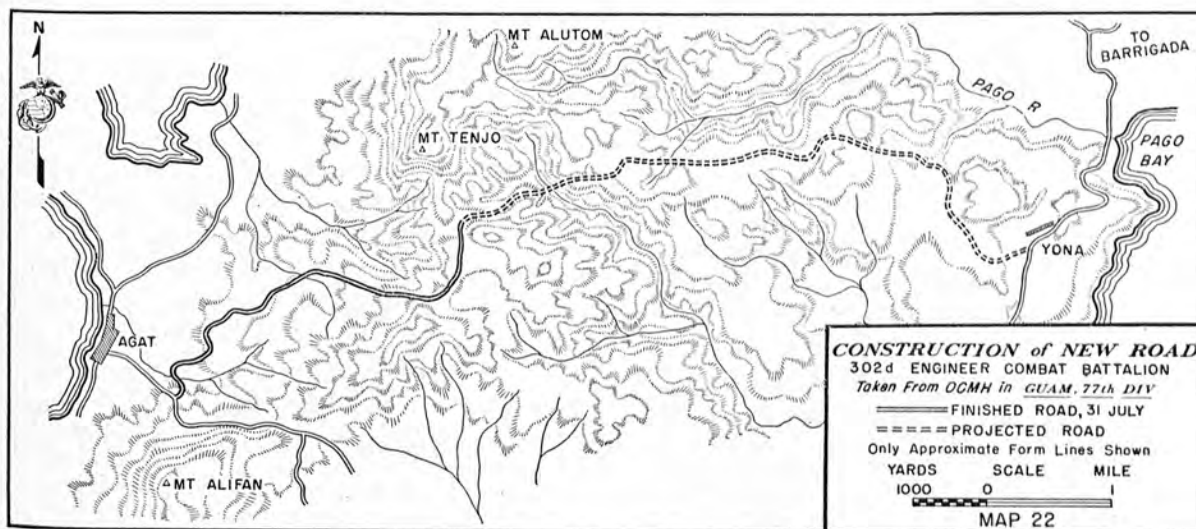 N
MT ALUTOM
TO
BARRIGADA
PAGO R
MT TENJO
PAGO
BAY
YONA
AGAT
MT ALIFAN
CONSTRUCTION of NEW ROAD
302d ENGINEER COMBAT BATTALION
Taken From OCMH in GUAM, 77th DIV
FINISHED ROAD, 31 JULY
PROJECTED ROAD
Only Approximate Form Lines Shown
YARDS SCALE MILE
1000 0 1
MAP 22